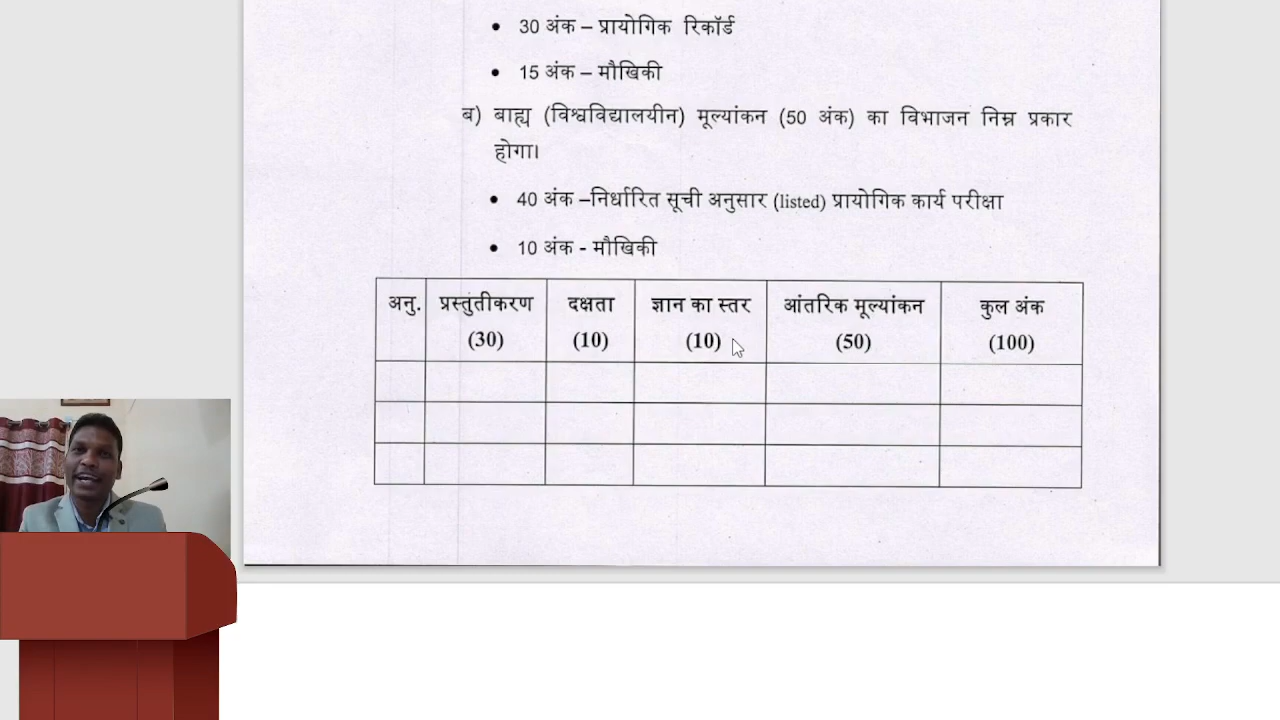 • 30 अंक – प्रायोगिक रिकॉर्ड
• 15 अंक – मौखिकी
ब) बाह्य (विश्वविद्यालयीन) मूल्यांकन (50 अंक) का विभाजन निम्न प्रकार
होगा।
• 40 अंक –निर्धारित सूची अनुसार (listed) प्रायोगिक कार्य परीक्षा
• 10 अंक - मौखिकी
अनु. प्रस्तुतीकरण दक्षता ज्ञान का स्तर आंतरिक मूल्यांकन कुल अंक
(30) (10) (10) (50) (100)